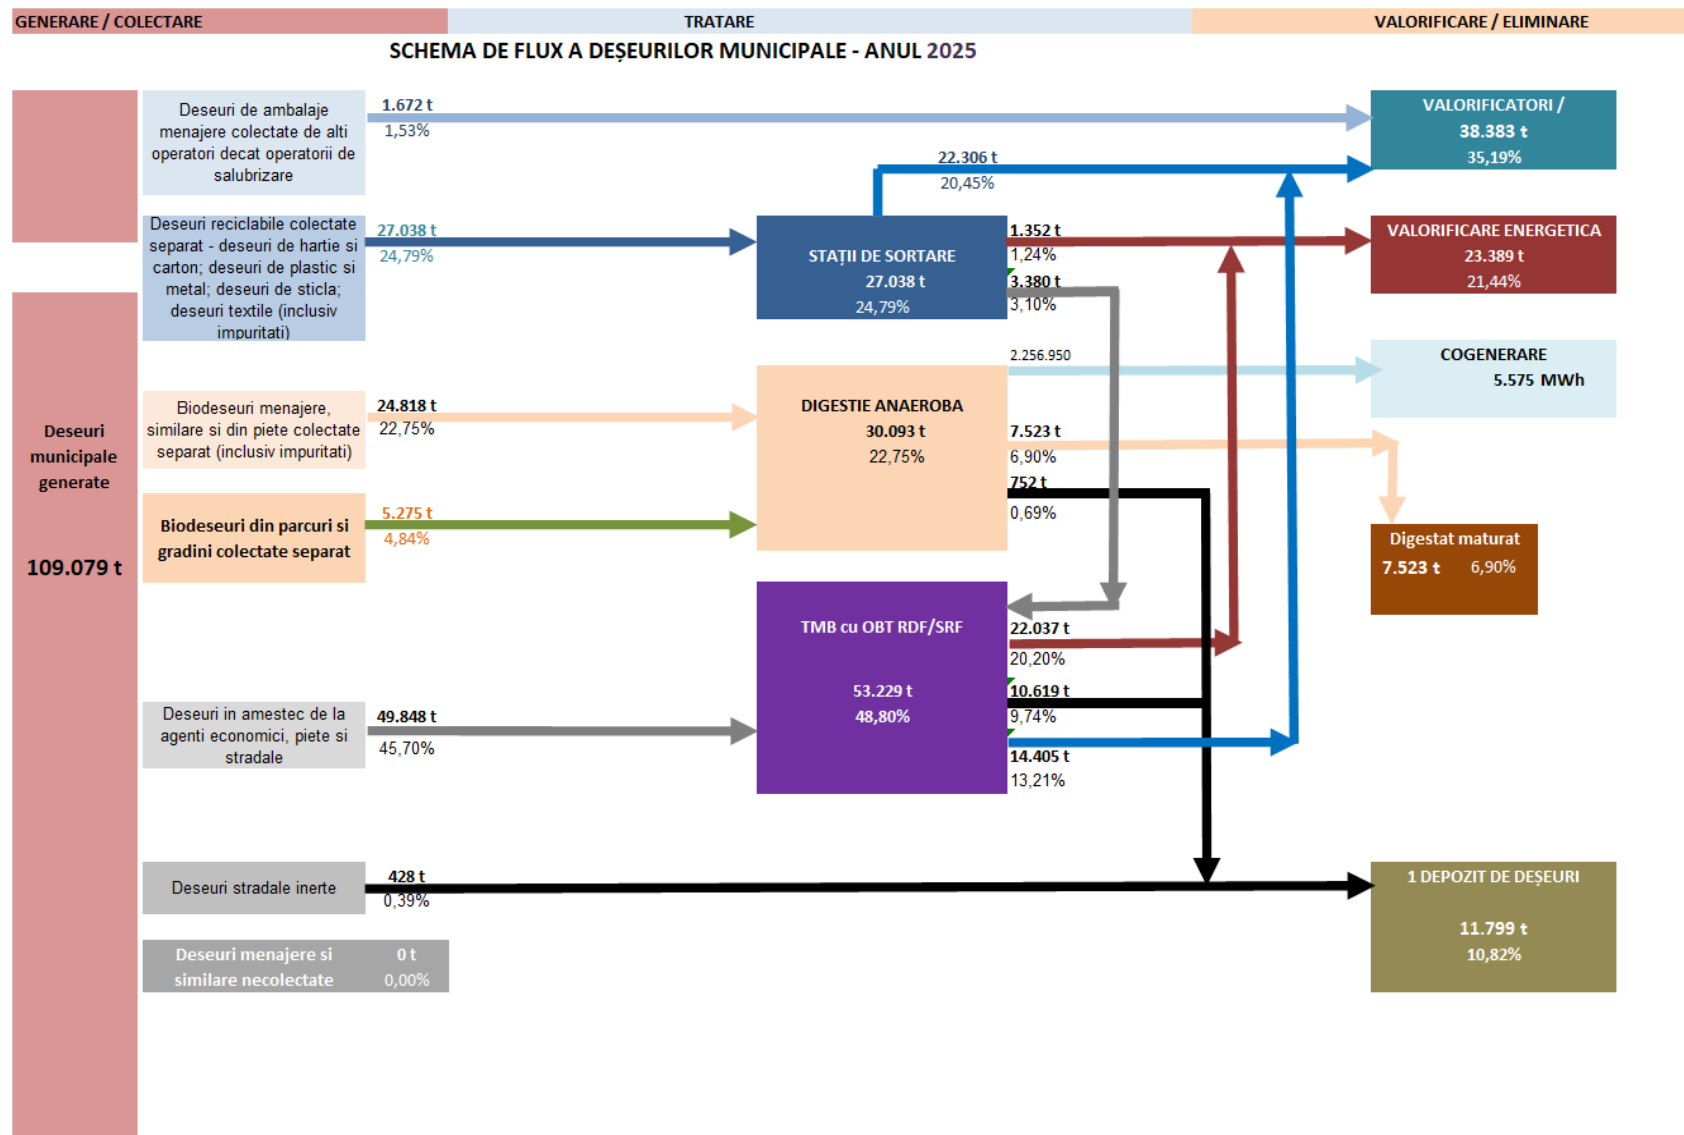 GENERARE / COLECTARE
TRATARE
VALORIFICARE / ELIMINARE
SCHEMA DE FLUX A DEȘEURILOR MUNICIPALE - ANUL 2025
Deseuri
municipale
generate
109.079 t
Deseuri de ambalaje
menajere colectate de alti
operatori decat operatorii de
salubrizare
1.672 t
1,53%
Deseuri reciclabile colectate
separat - deseuri de hartie si
carton; deseuri de plastic si
metal; deseuri de sticla;
deseuri textile (inclusiv
impuritati)
27.038 t
24,79%
Biodeseuri menajere,
similare si din piete colectate
separat (inclusiv impuritati)
24.818 t
22,75%
Biodeseuri din parcuri si
gradini colectate separat
5.275 t
4,84%
Deseuri in amestec de la
agenti economici, piete si
stradale
49.848 t
45,70%
Deseuri stradale inerte
428 t
0,39%
Deseuri menajere si
similare necolectate
0 t
0,00%
22.306 t
20,45%
STAȚII DE SORTARE
27.038 t
24,79%
1.352 t
1,24%
3.380 t
3,10%
2.256.950
DIGESTIE ANAEROBA
30.093 t
22,75%
7.523 t
6,90%
752 t
0,69%
TMB cu OBT RDF/SRF
53.229 t
48,80%
22.037 t
20,20%
10.619 t
9,74%
14.405 t
13,21%
VALORIFICATORI /
38.383 t
35,19%
VALORIFICARE ENERGETICA
23.389 t
21,44%
COGENERARE
5.575 MWh
Digestat maturat
7.523 t 6,90%
1 DEPOZIT DE DEȘEURI
11.799 t
10,82%